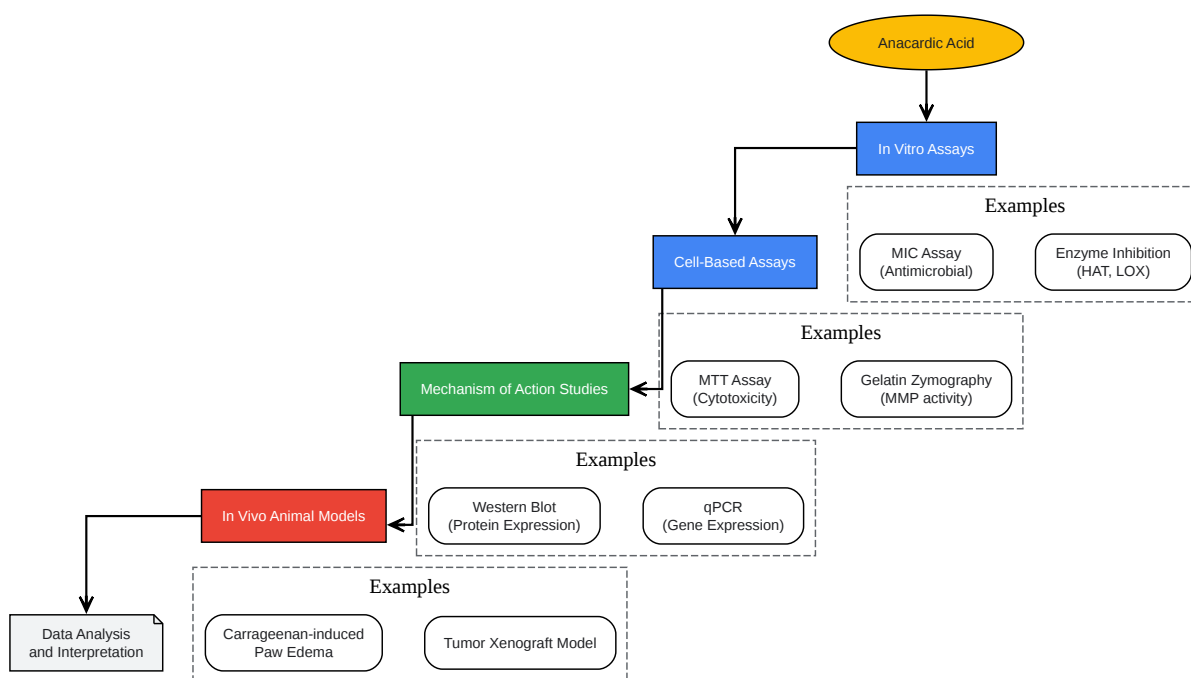 Anacardic Acid
In Vitro Assays
Examples
MIC Assay
(Antimicrobial)
Enzyme Inhibition
(HAT, LOX)
Cell-Based Assays
Examples
MTT Assay
(Cytotoxicity)
Gelatin Zymography
(MMP activity)
Mechanism of Action Studies
Examples
Western Blot
(Protein Expression)
qPCR
(Gene Expression)
In Vivo Animal Models
Examples
Carrageenan-induced
Paw Edema
Tumor Xenograft Model
Data Analysis
and Interpretation